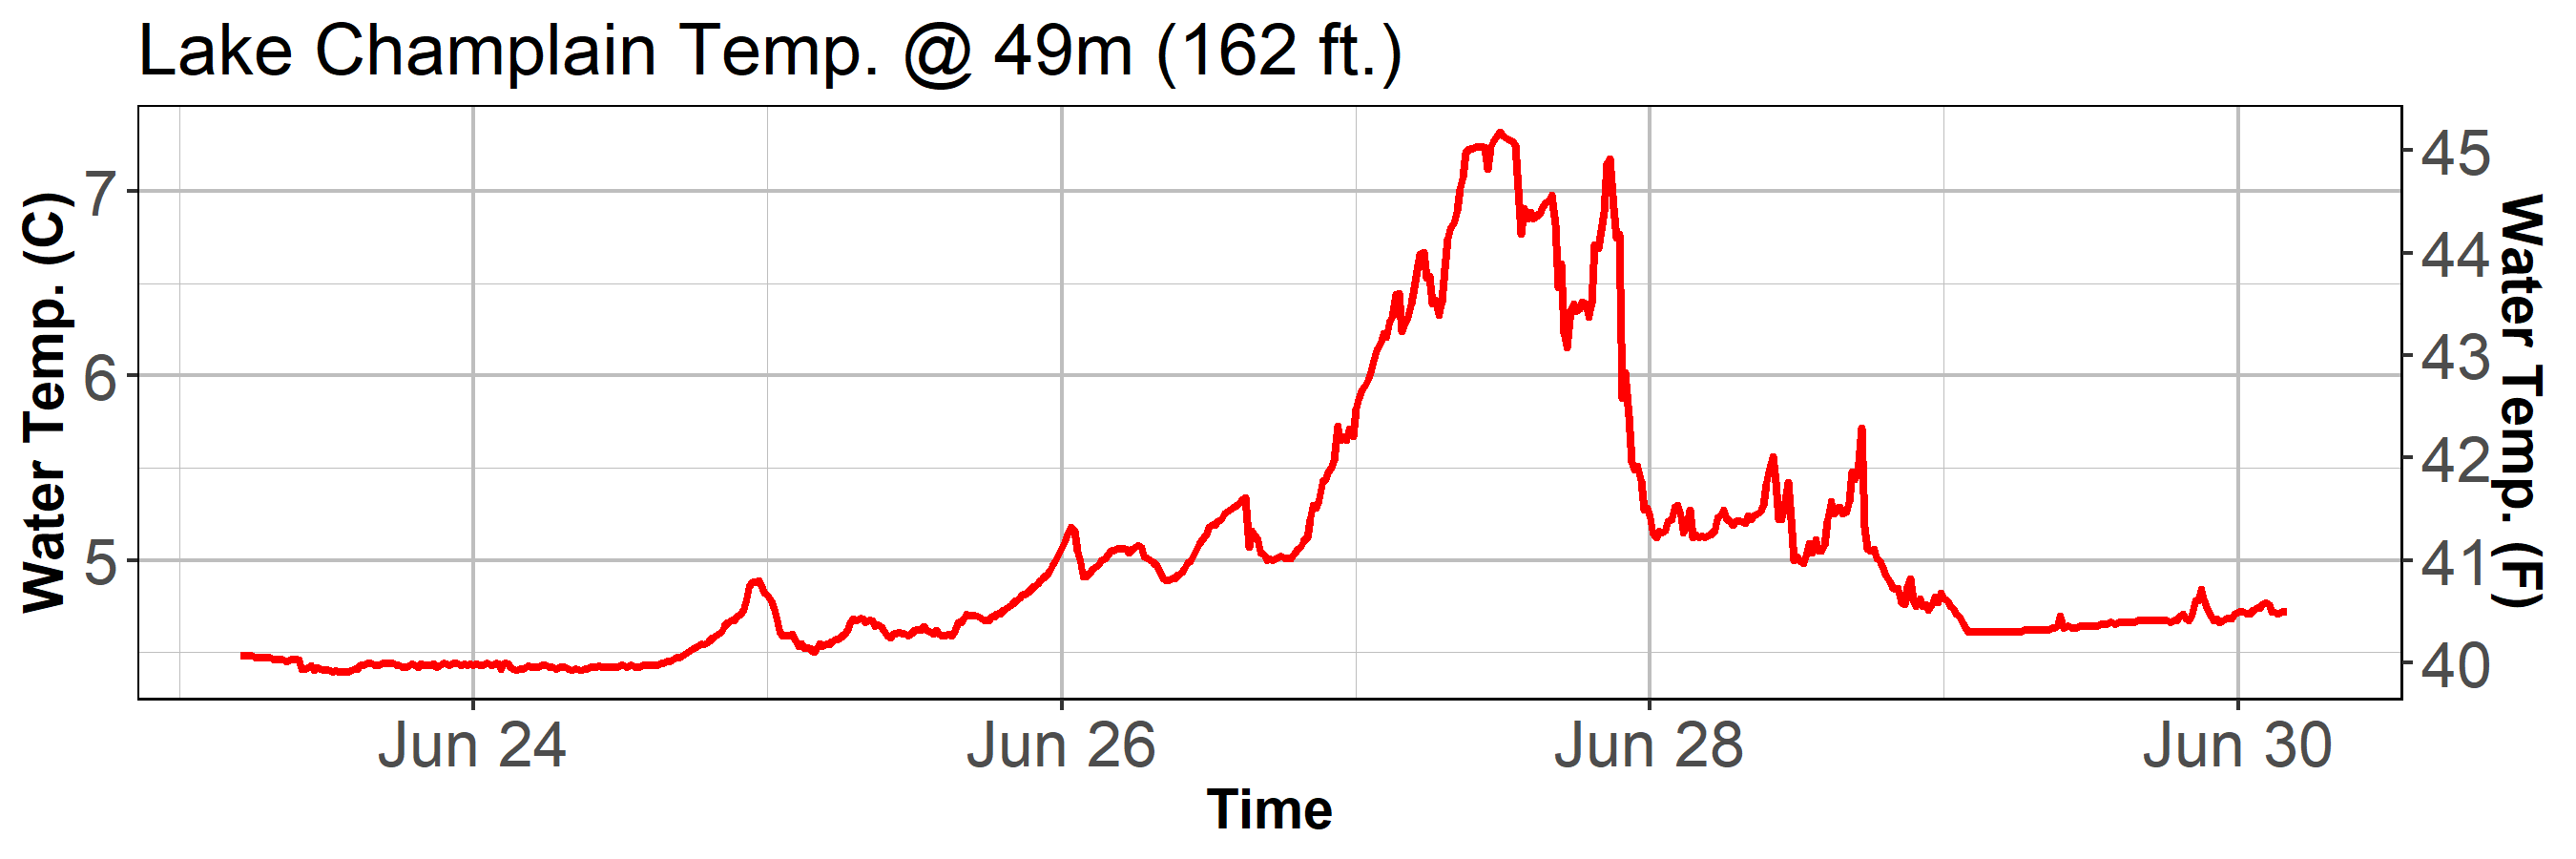 Lake Champlain Temp. @ 49m (162 ft.)
Water Temp. (C)
7
6
5
45
44
43
42
41
40
Water Temp. (F)
Jun 24 Jun 26 Jun 28 Jun 30
Time